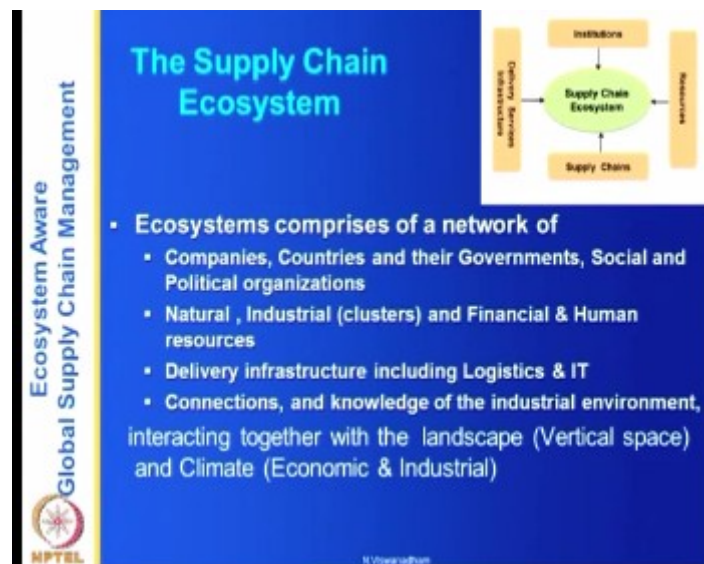 The Supply Chain
Ecosystem
Institutions
Delivery Services
Infrastructure
Supply Chain
Ecosystem
Resources
Supply Chains
Ecosystem Aware
Global Supply Chain Management
▪ Ecosystems comprises of a network of
▪ Companies, Countries and their Governments, Social and
Political organizations
▪ Natural , Industrial (clusters) and Financial & Human
resources
▪ Delivery infrastructure including Logistics & IT
▪ Connections, and knowledge of the industrial environment,
interacting together with the landscape (Vertical space)
and Climate (Economic & Industrial)
NPTEL
N.Viswanadham